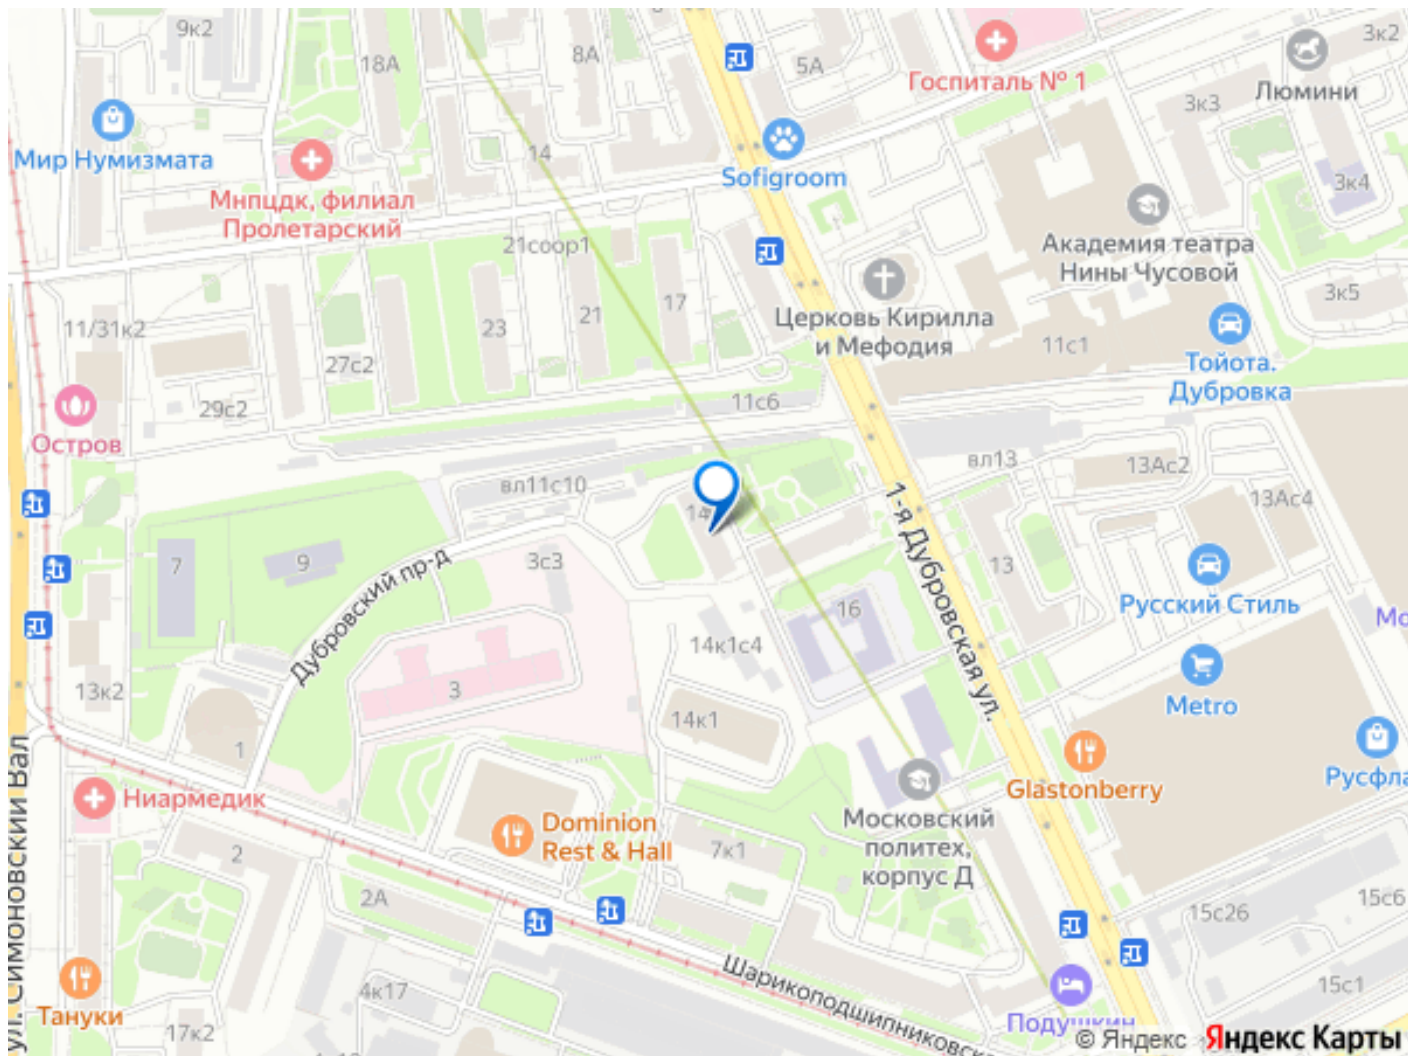 9к2
18А
8А
5А
Госпиталь № 1
3к2
Люмини
3к3
Мир Нумизмата
14
Sofigroom
3к4
Мнпцдк, филиал
Пролетарский
21соор1
Академия театра
Нины Чусовой
3к5
11/31к2
23
21
17
Церковь Кирилла
и Мефодия
11с1
Тойота.
Дубровка
27с2
29с2
11с6
Остров
вл11с10
вл13
13Ас2
13Ас4
14
1-я Дубровская ул.
7
9
3с3
13
Дубровский пр-д
16
Русский Стиль
14к1с4
13к2
3
14к1
Metro
1
ул. Симоновский Вал
Glastonberry
Ниармедик
Dominion
Rest & Hall
7к1
Московский
политех,
корпус Д
2
2А
15с26
15с6
Шарикоподшипниковск
4к17
15с1
Тануки
17к2
Подушкин
© Яндекс Яндекс Карты